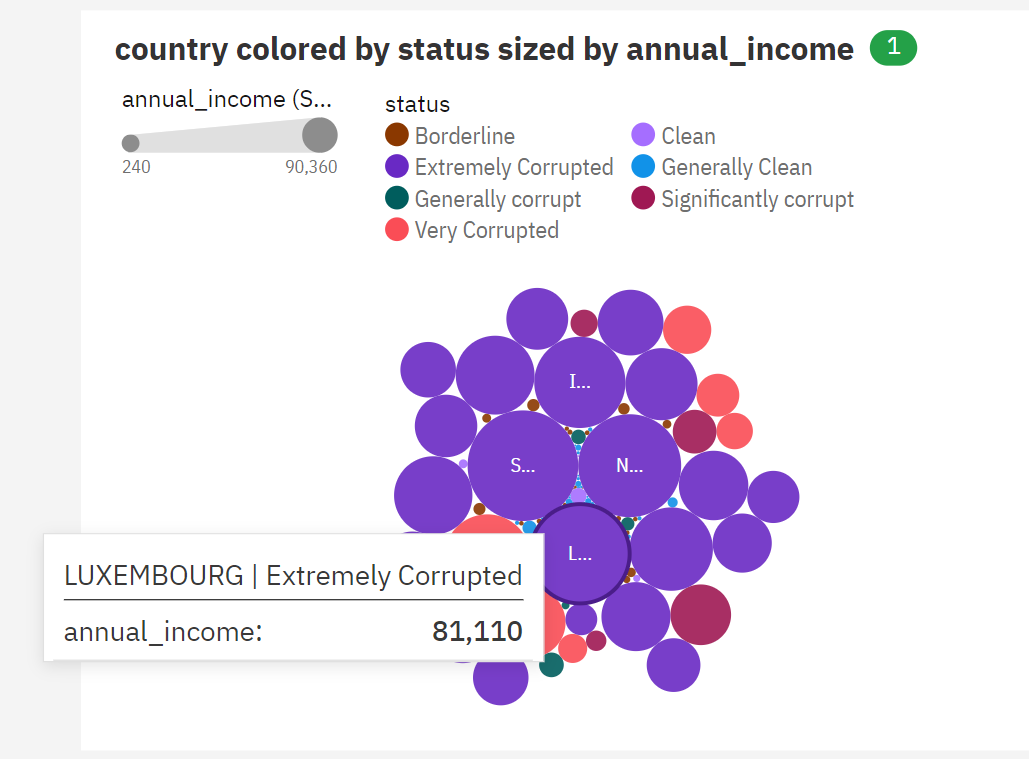 country colored by status sized by annual_income 1
annual_income (S...
240 90,360
status
Borderline
Extremely Corrupted
Generally corrupt
Very Corrupted
Clean
Generally Clean
Significantly corrupt
I...
S...
N...
L...
LUXEMBOURG | Extremely Corrupted
annual_income: 81,110